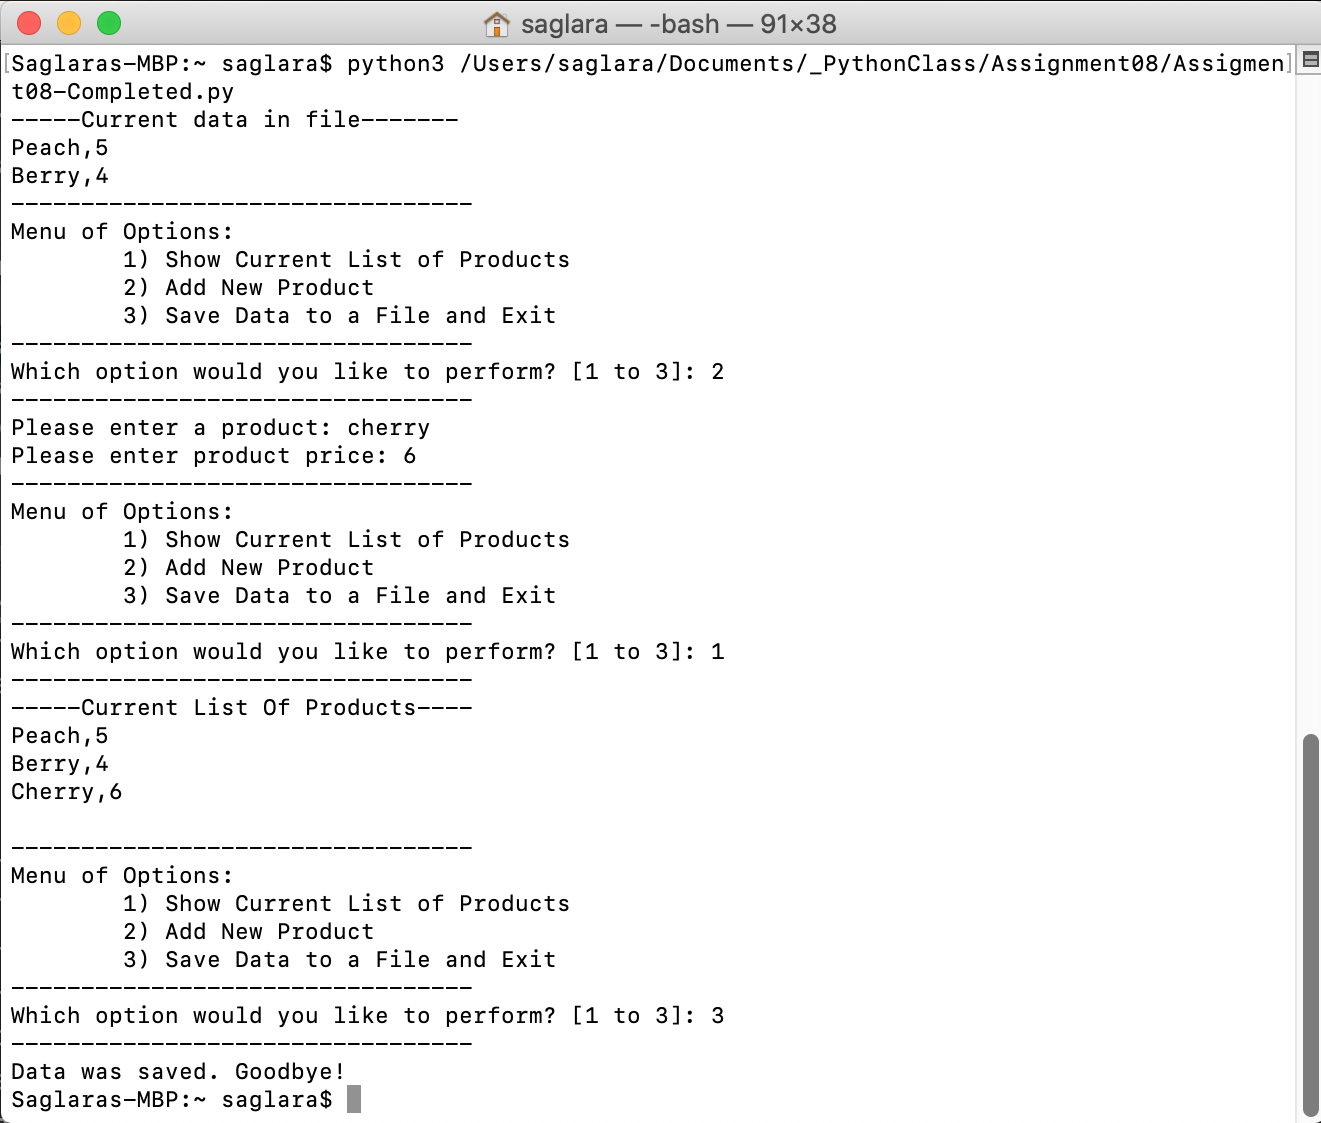 saglara — -bash — 91×38
Saglaras-MBP:~ saglara$ python3 /Users/saglara/Documents/_PythonClass/Assignment08/Assigmen
t08-Completed.py
-----Current data in file-------
Peach,5
Berry,4
---------------------------------
Menu of Options:
        1) Show Current List of Products
        2) Add New Product
        3) Save Data to a File and Exit
---------------------------------
Which option would you like to perform? [1 to 3]: 2
---------------------------------
Please enter a product: cherry
Please enter product price: 6
---------------------------------
Menu of Options:
        1) Show Current List of Products
        2) Add New Product
        3) Save Data to a File and Exit
---------------------------------
Which option would you like to perform? [1 to 3]: 1
---------------------------------
-----Current List Of Products----
Peach,5
Berry,4
Cherry,6

---------------------------------
Menu of Options:
        1) Show Current List of Products
        2) Add New Product
        3) Save Data to a File and Exit
---------------------------------
Which option would you like to perform? [1 to 3]: 3
---------------------------------
Data was saved. Goodbye!
Saglaras-MBP:~ saglara$